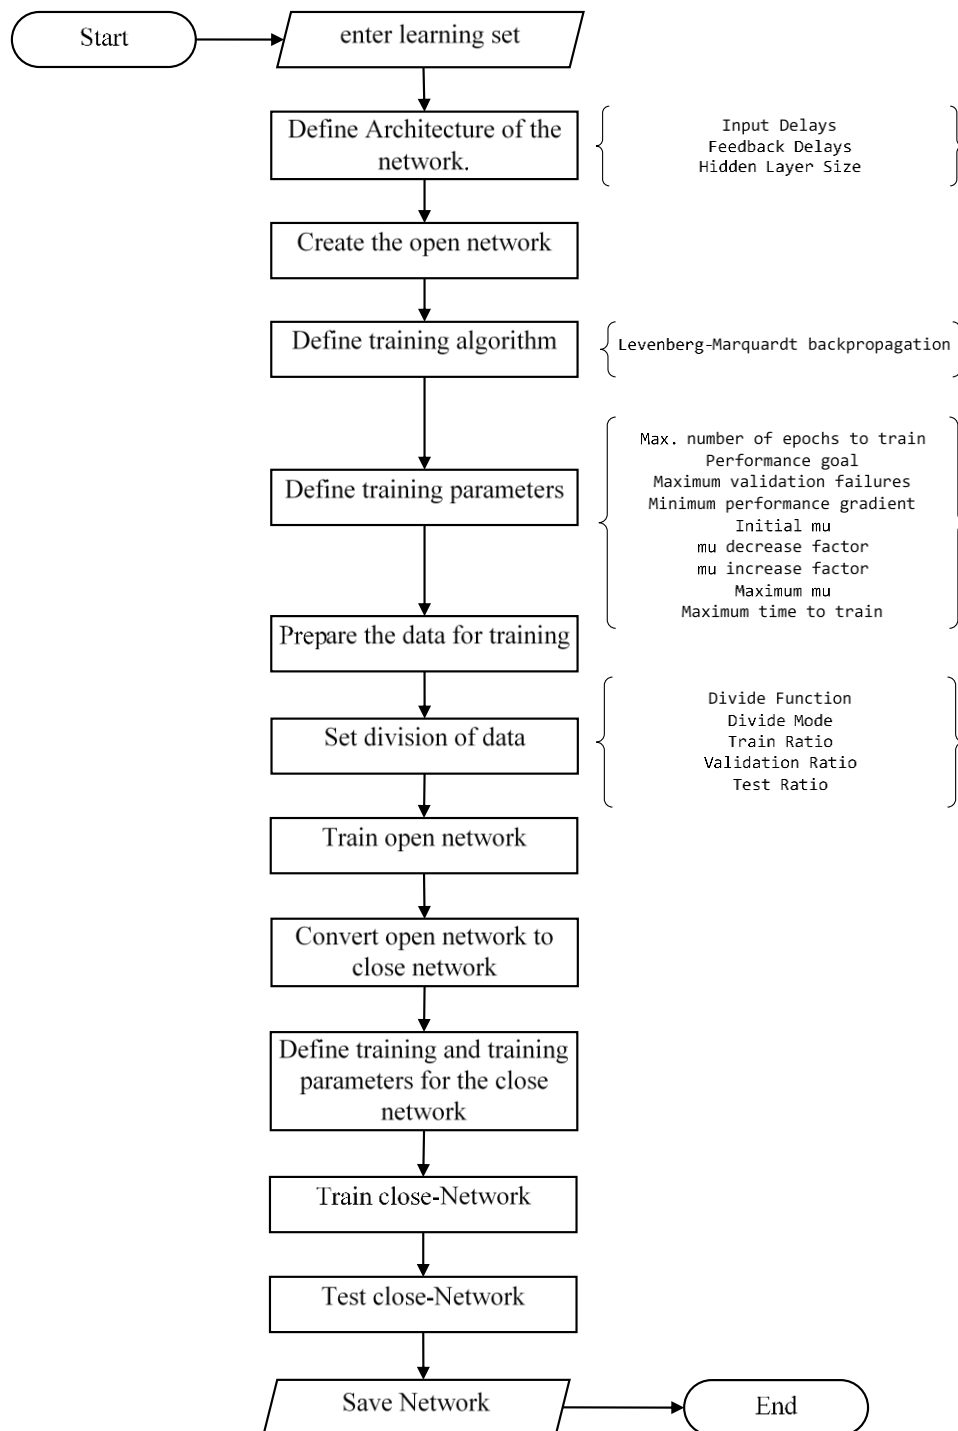 Start
enter learning set
Define Architecture of the
network.
Input Delays
Feedback Delays
Hidden Layer Size
Create the open network
Define training algorithm
Levenberg-Marquardt backpropagation
Define training parameters
Max. number of epochs to train
Performance goal
Maximum validation failures
Minimum performance gradient
Initial mu
mu decrease factor
mu increase factor
Maximum mu
Maximum time to train
Prepare the data for training
Set division of data
Divide Function
Divide Mode
Train Ratio
Validation Ratio
Test Ratio
Train open network
Convert open network to
close network
Define training and training
parameters for the close
network
Train close-Network
Test close-Network
Save Network
End